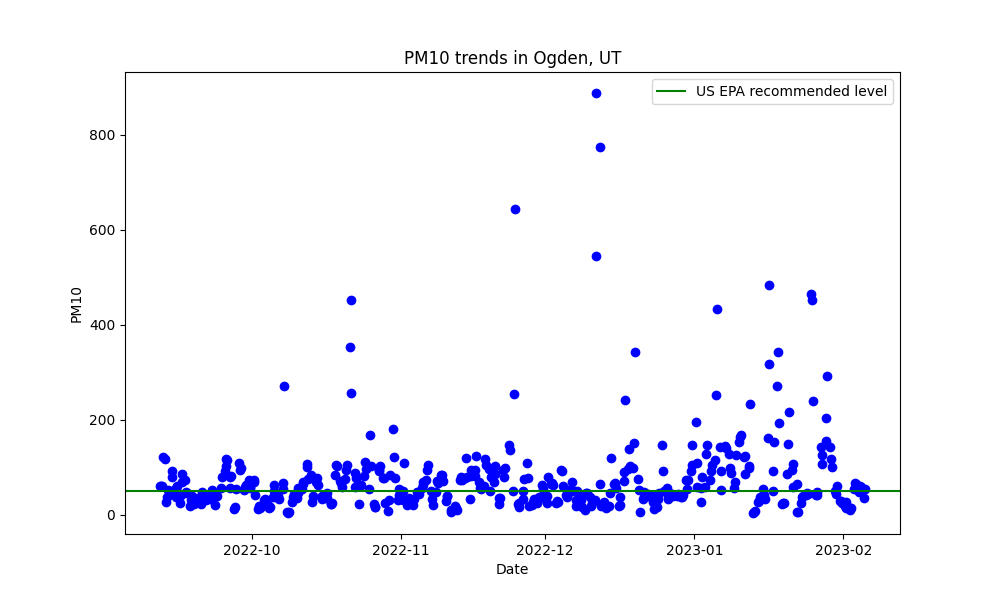 PM10 trends in Ogden, UT
US EPA recommended level
800
600
400
200
0
PM10
2022-10
2022-11
2022-12
2023-01
2023-02
Date